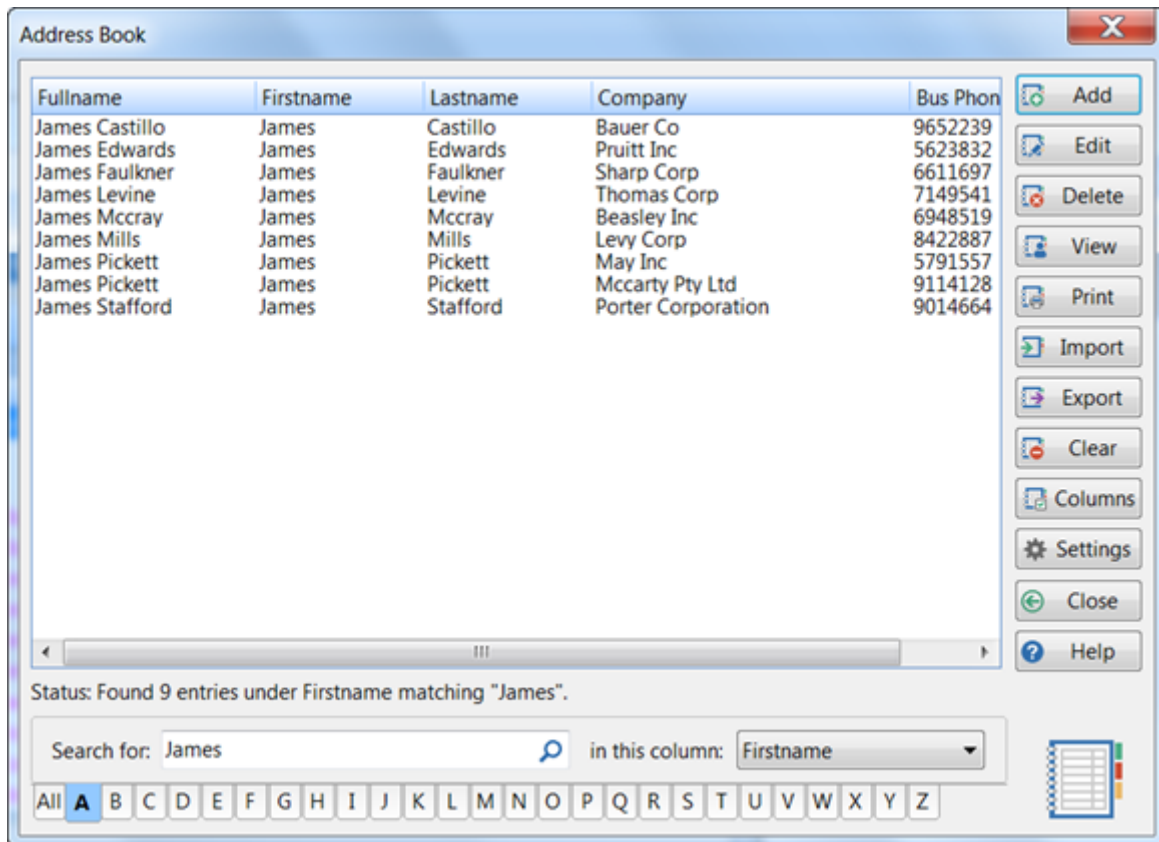 Address Book
Fullname Firstname Lastname Company Bus Phon
James Castillo James Castillo Bauer Co 9652239
James Edwards James Edwards Pruitt Inc 5623832
James Faulkner James Faulkner Sharp Corp 6611697
James Levine James Levine Thomas Corp 7149541
James Mccray James Mccray Beasley Inc 6948519
James Mills James Mills Levy Corp 8422887
James Pickett James Pickett May Inc 5791557
James Pickett James Pickett Mccarty Pty Ltd 9114128
James Stafford James Stafford Porter Corporation 9014664
Add
Edit
Delete
View
Print
Import
Export
Clear
Columns
Settings
Close
Help
Status: Found 9 entries under Firstname matching "James".
Search for: James in this column: Firstname
All A B C D E F G H I J K L M N O P Q R S T U V W X Y Z